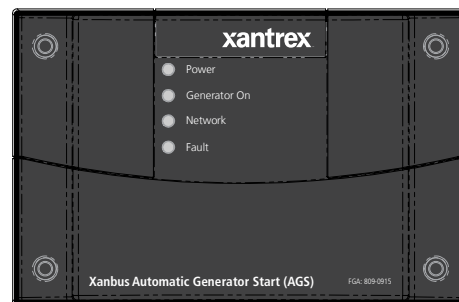 xantrex
Power
Generator On
Network
Fault
Xanbus Automatic Generator Start (AGS) FGA: 809-0915